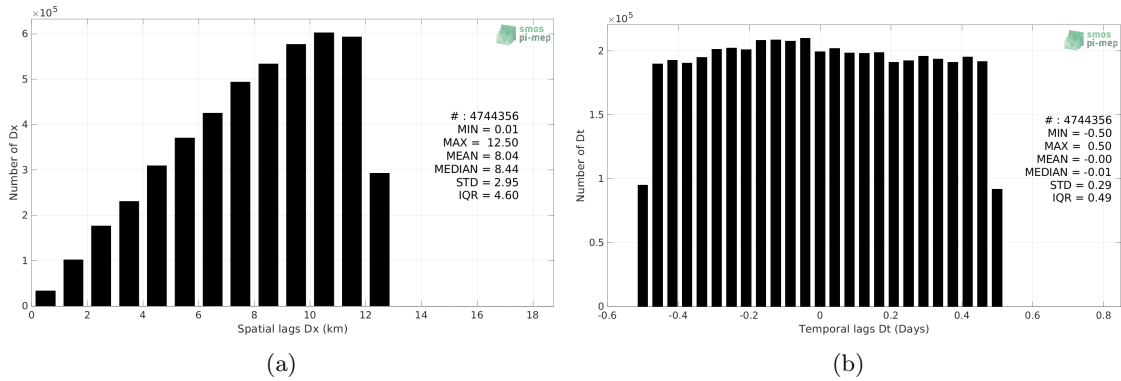 ×10⁵
smos
pi-mep
6
5
4
3
2
1
0
Number of Dx
# : 4744356
MIN = 0.01
MAX = 12.50
MEAN = 8.04
MEDIAN = 8.44
STD = 2.95
IQR = 4.60
0 2 4 6 8 10 12 14 16 18
Spatial lags Dx (km)
(a)
×10⁵
smos
pi-mep
2
1.5
1
0.5
0
Number of Dt
# : 4744356
MIN = -0.50
MAX = 0.50
MEAN = -0.00
MEDIAN = -0.01
STD = 0.29
IQR = 0.49
-0.6 -0.4 -0.2 0 0.2 0.4 0.6 0.8
Temporal lags Dt (Days)
(b)